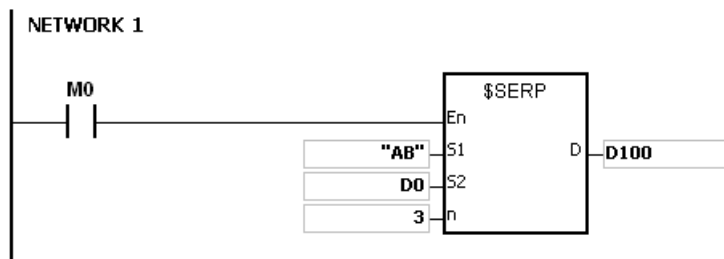 NETWORK 1
M0
$SERP
En
"AB" S1 D D100
D0 S2
3 n